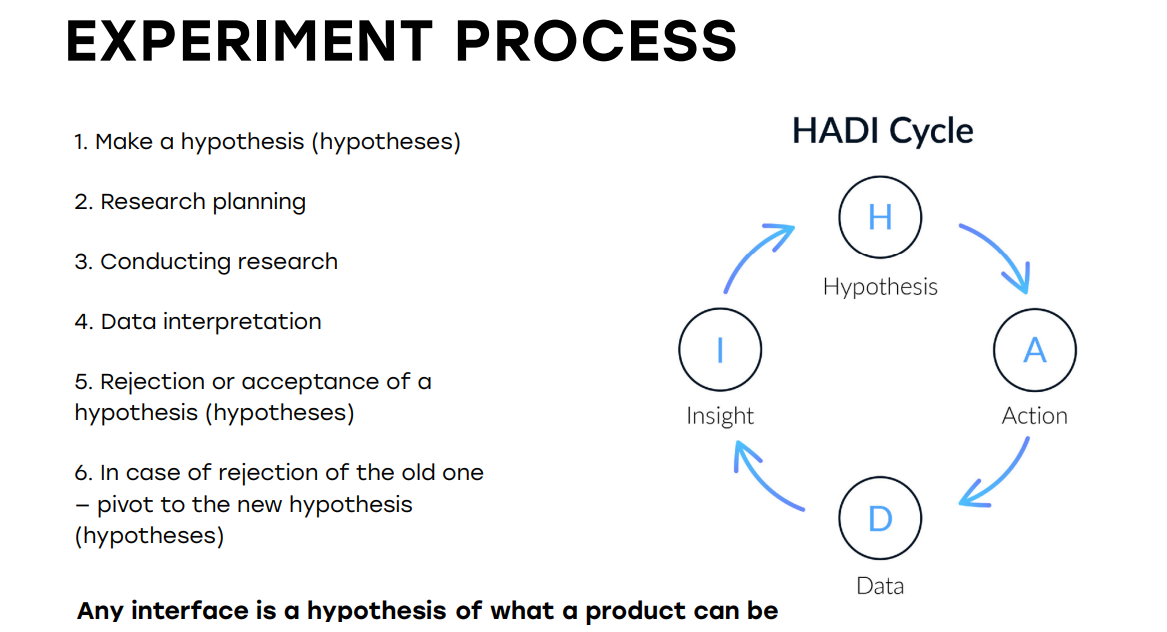 EXPERIMENT PROCESS
1. Make a hypothesis (hypotheses)
2. Research planning
3. Conducting research
4. Data interpretation
5. Rejection or acceptance of a
hypothesis (hypotheses)
6. In case of rejection of the old one
– pivot to the new hypothesis
(hypotheses)
Any interface is a hypothesis of what a product can be
HADI Cycle
H
Hypothesis
A
Action
D
Data
I
Insight